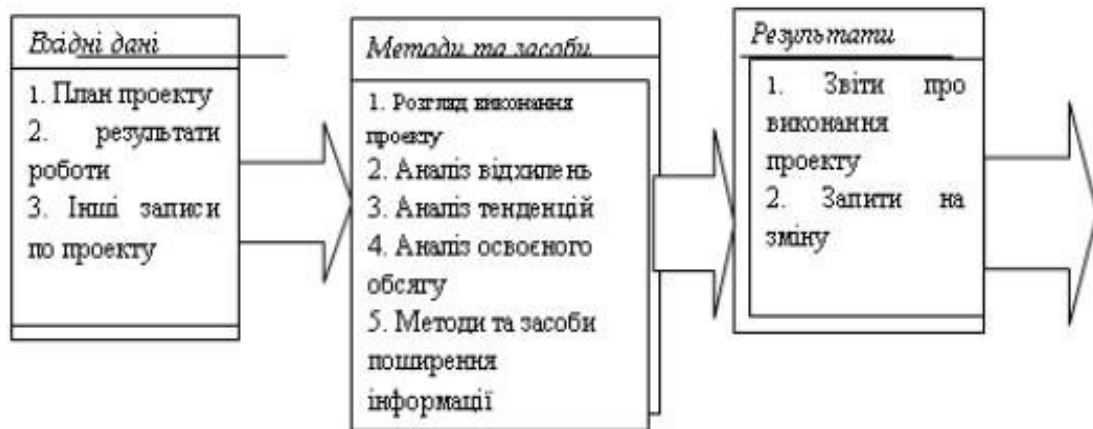 Вхідні дані
1. План проекту
2. результати
роботи
3. Інші записи
по проекту
Методи та засоби
1. Розгляд виконання
проекту
2. Аналіз відхилень
3. Аналіз тенденцій
4. Аналіз освоєного
обсягу
5. Методи та засоби
поширення
інформації
Результати
1. Звіти про
виконання
проекту
2. Запити на
зміну